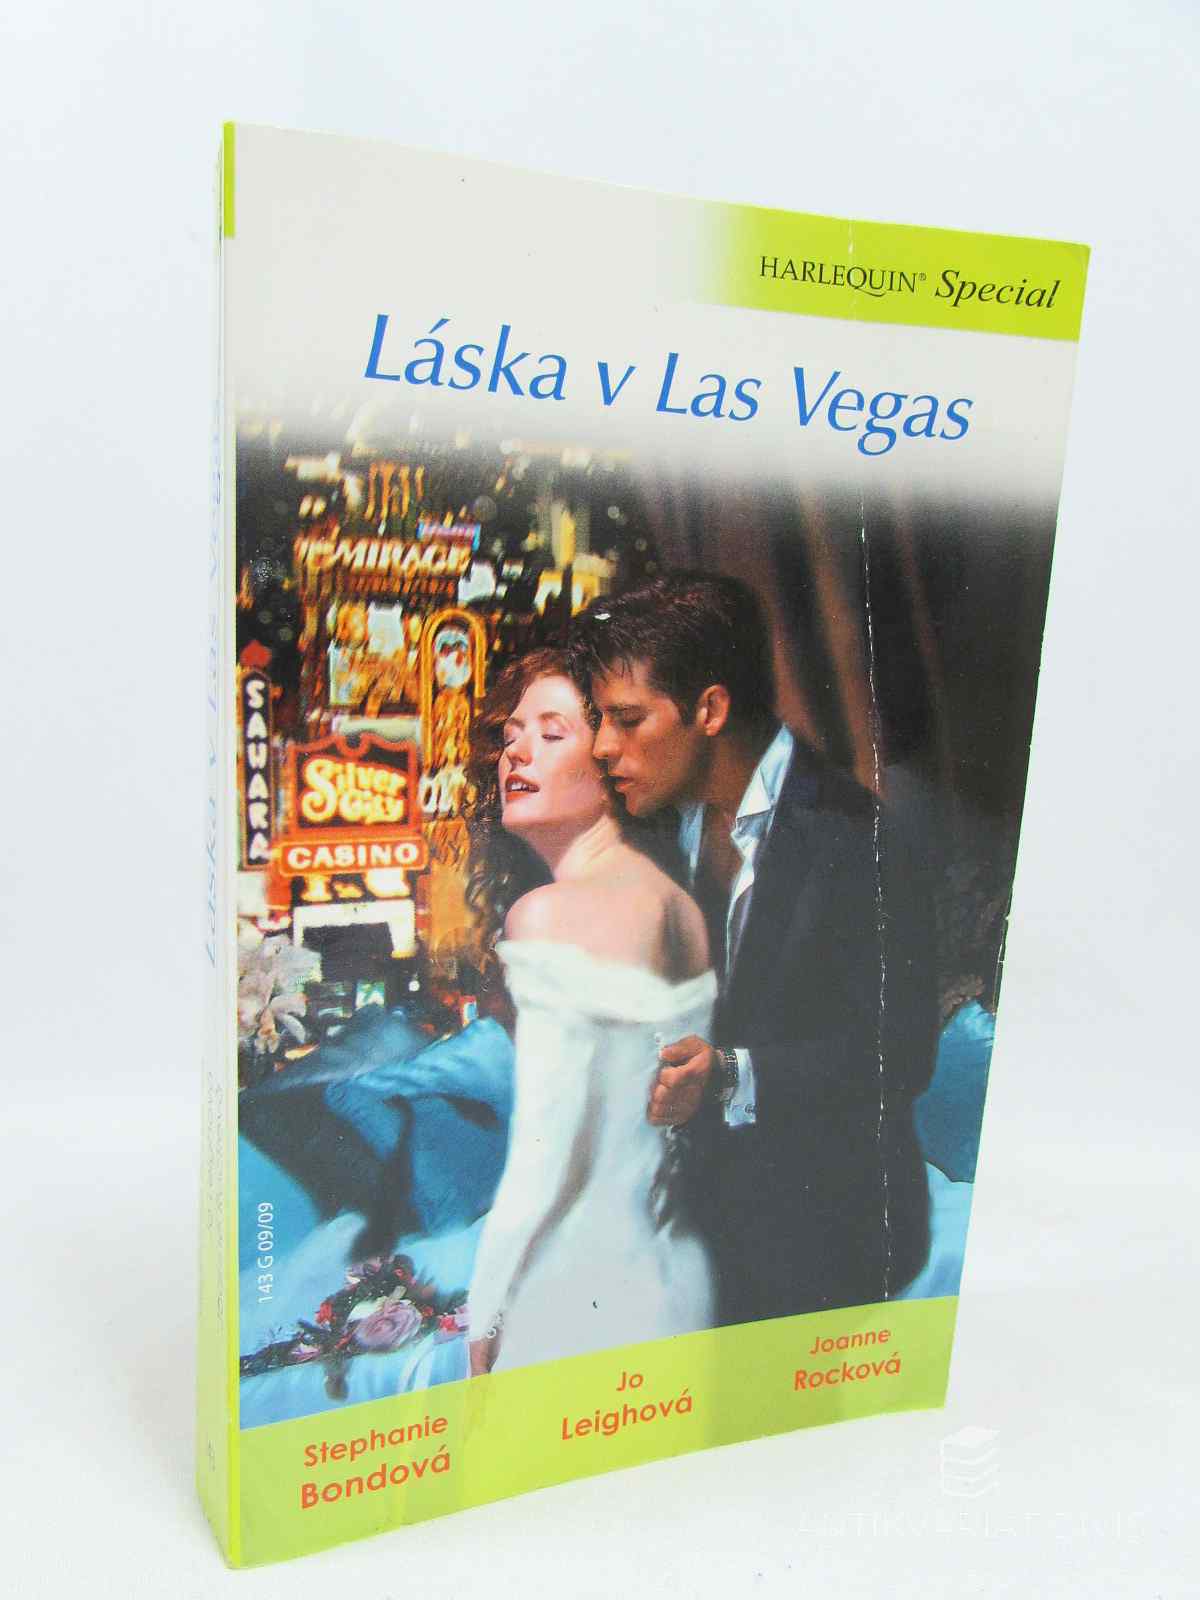 HARLEQUIN® Special
Láska v Las Vegas
MIRAGE
SAHARA
Silver
City
CASINO
143 G 09/09
Stephanie
Bondová
Jo
Leighová
Joanne
Rocková
Láska v Las Vegas